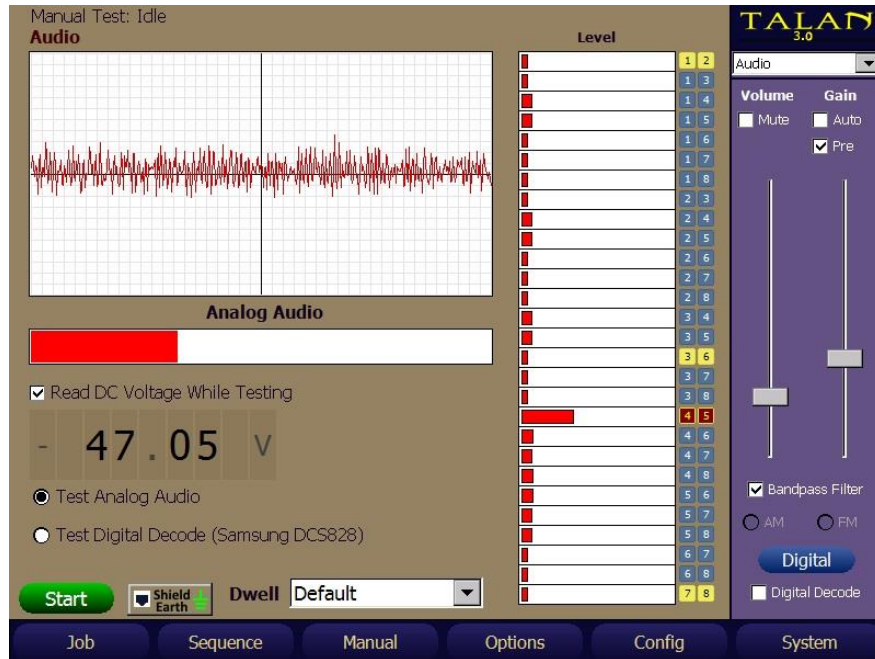 Manual Test: Idle
Audio
Level
Analog Audio
Read DC Voltage While Testing
- 47.05 V
Test Analog Audio
Test Digital Decode (Samsung DCS828)
Start
Shield Earth
Dwell
Default
1 2
1 3
1 4
1 5
1 6
1 7
1 8
2 3
2 4
2 5
2 6
2 7
2 8
3 4
3 5
3 6
3 7
3 8
4 5
4 6
4 7
4 8
5 6
5 7
5 8
6 7
6 8
7 8
TALAN
3.0
Audio
Volume Gain
Mute Auto
Pre
Bandpass Filter
AM FM
Digital
Digital Decode
Job Sequence Manual Options Config System